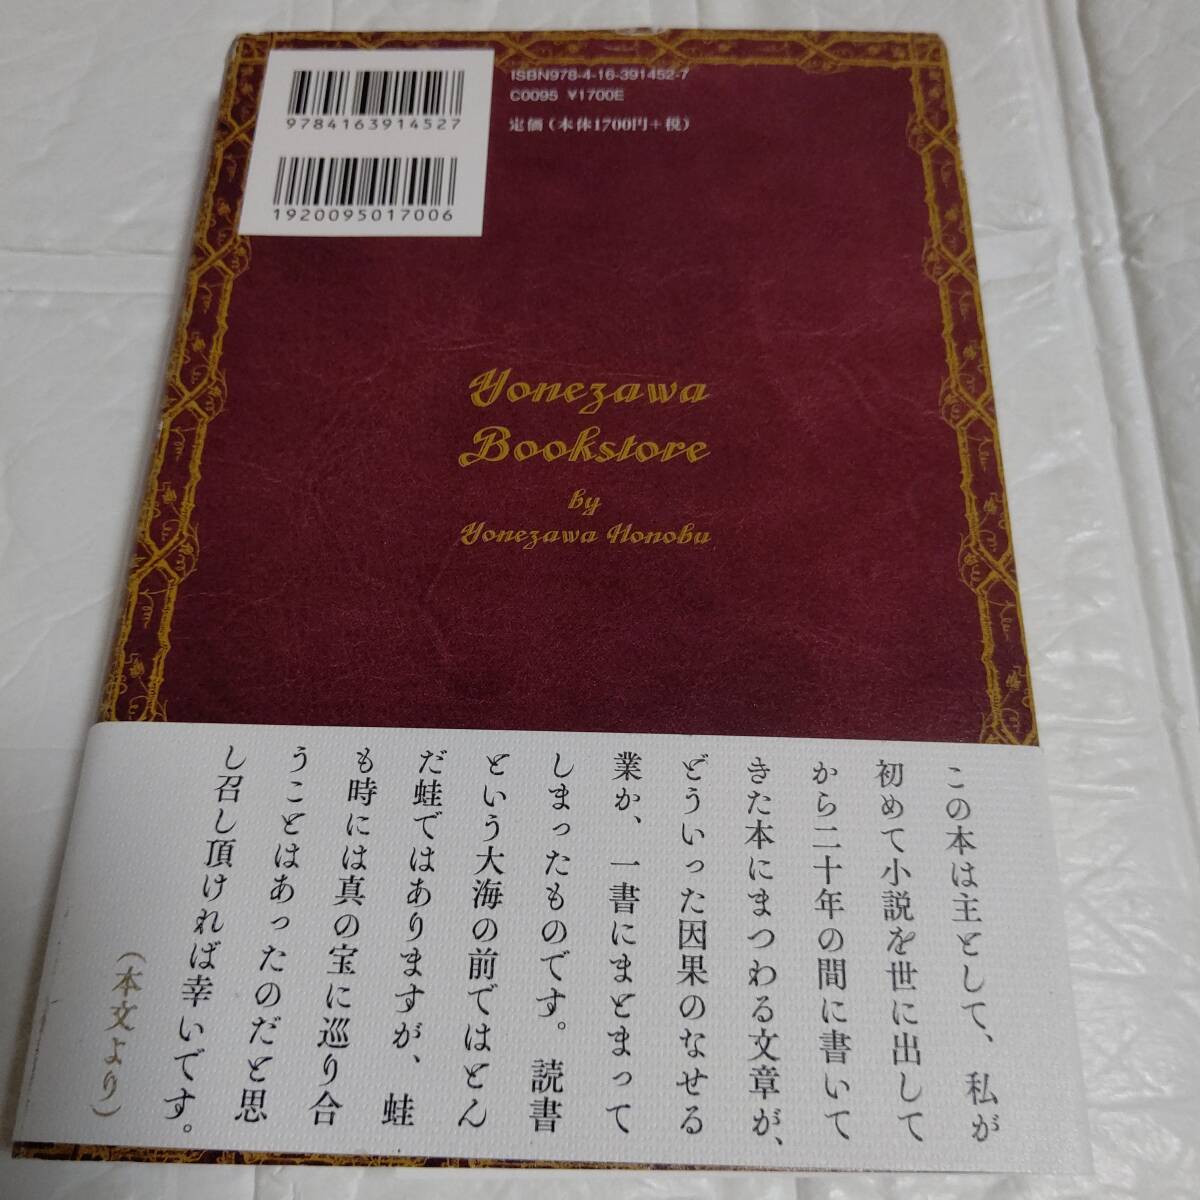 9784163914527
1920095017006
ISBN978-4-16-391452-7
C0095 ¥1700E
定価(本体1700円+税)
Yonezawa
Bookstore
by
Yonezawa Honobu
この本は主として、私が
初めて小説を世に出して
から二十年の間に書いて
きた本にまつわる文章が、
どういった因果のなせる
業か、一書にまとまって
しまったものです。読書
という大海の前ではとん
だ蛙ではありますが、蛙
も時には真の宝に巡り合
うことはあったのだと思
し召し頂ければ幸いです。
(本文より)